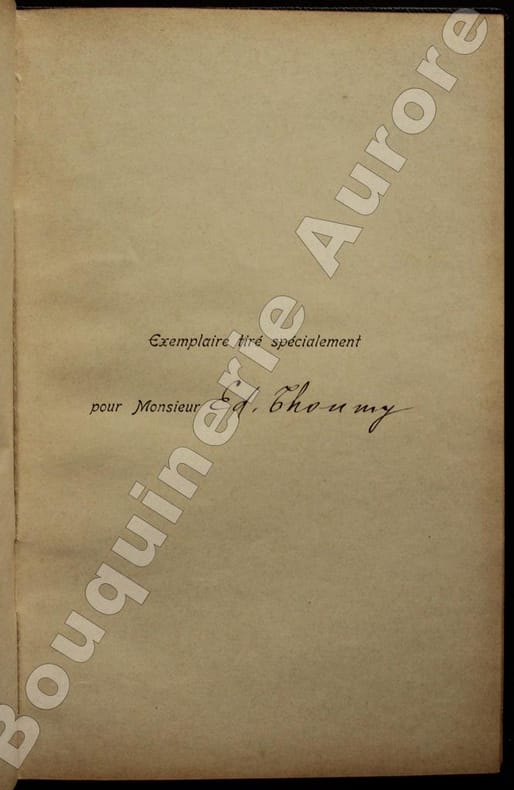 Exemplaire tiré spécialement
pour Monsieur Ed. Thoumy
Bouquinerie Aurore